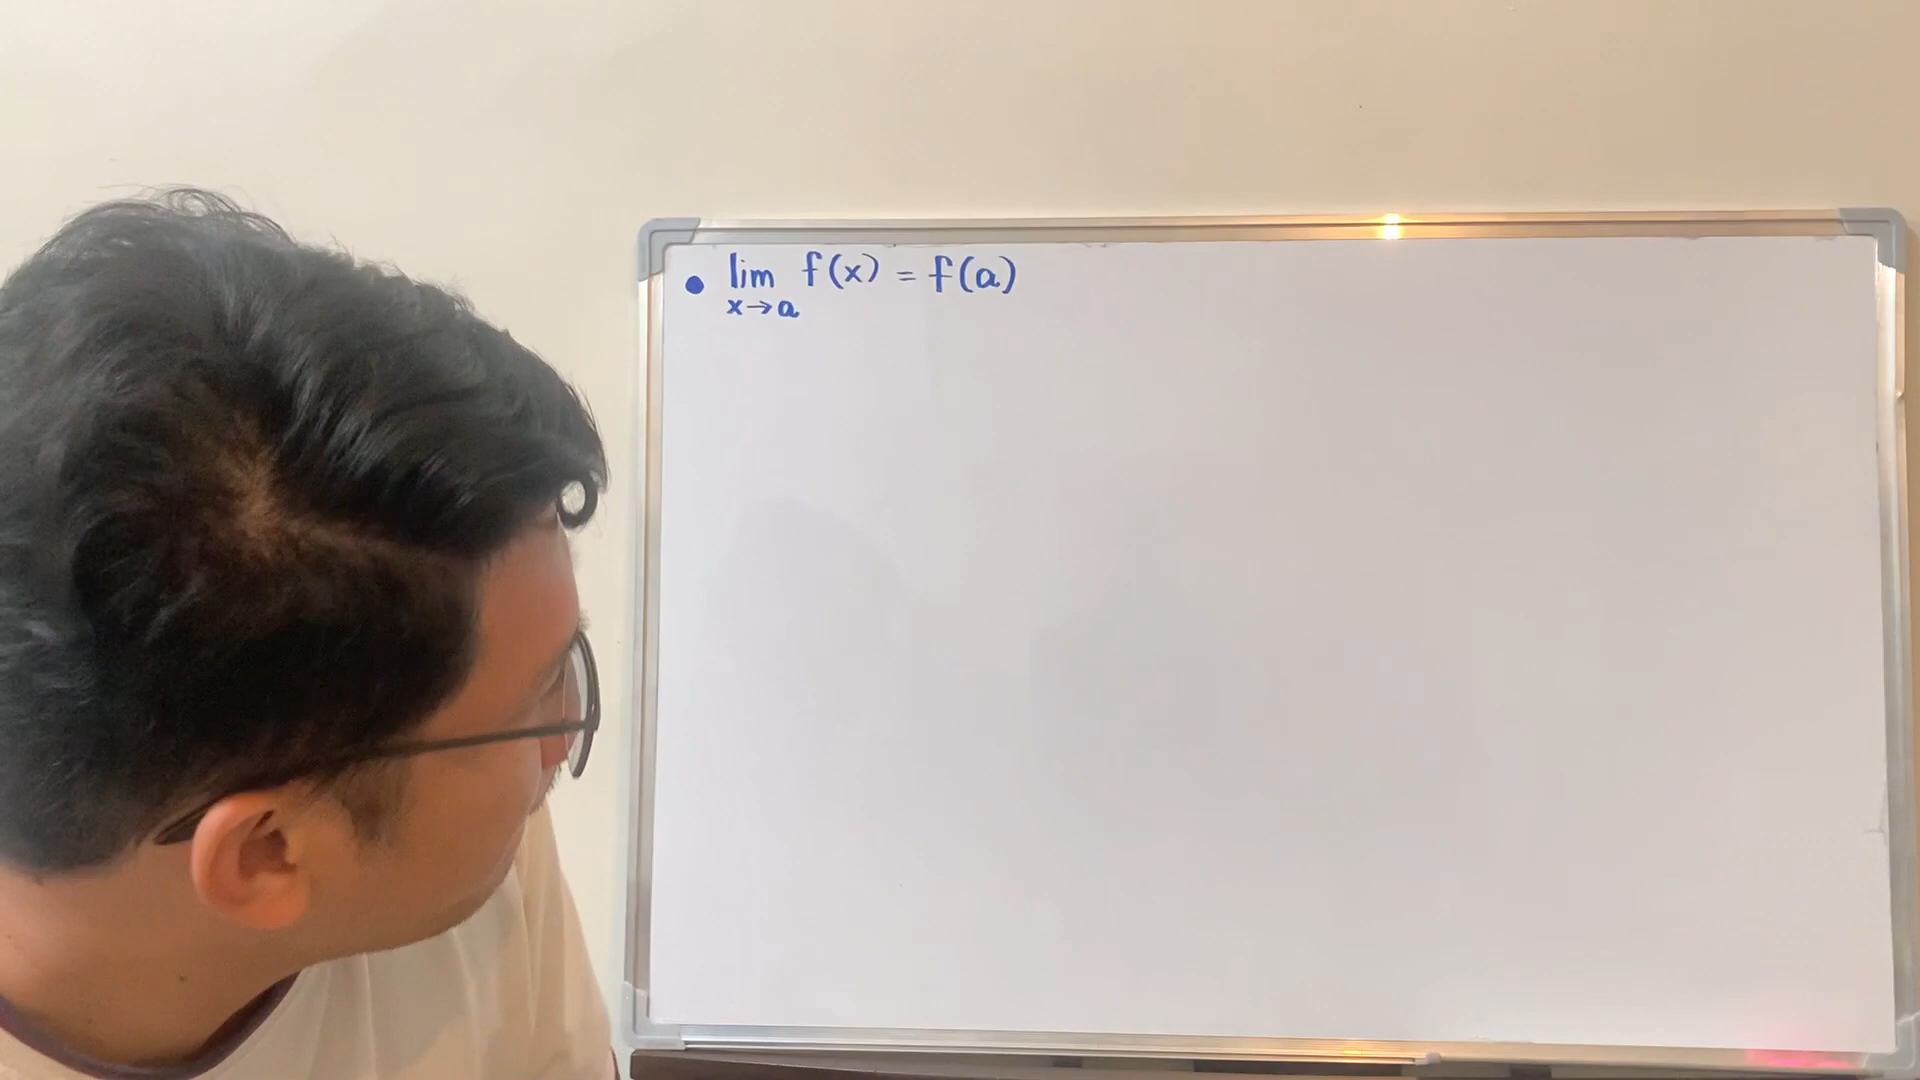 • lim f(x) = f(a)
x→a